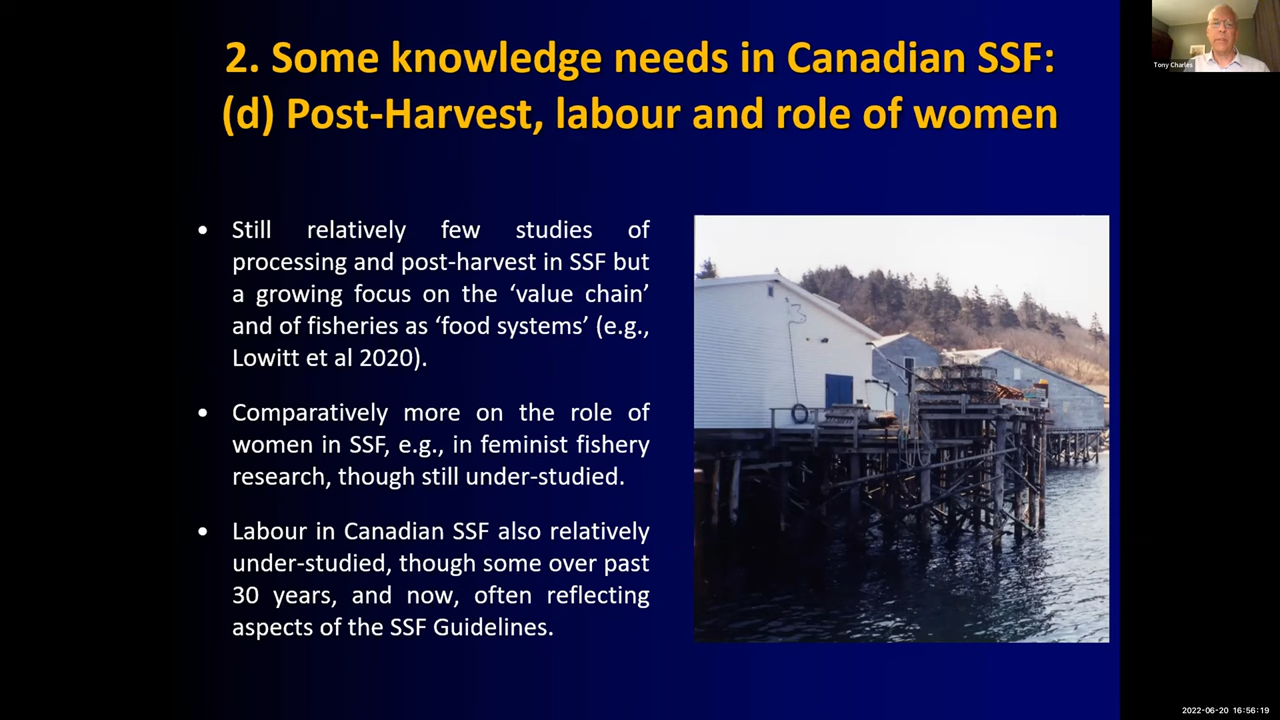 2. Some knowledge needs in Canadian SSF:
(d) Post-Harvest, labour and role of women
Tony Charles
• Still relatively few studies of
processing and post-harvest in SSF but
a growing focus on the ‘value chain’
and of fisheries as ‘food systems’ (e.g.,
Lowitt et al 2020).
• Comparatively more on the role of
women in SSF, e.g., in feminist fishery
research, though still under-studied.
• Labour in Canadian SSF also relatively
under-studied, though some over past
30 years, and now, often reflecting
aspects of the SSF Guidelines.
2022-06-20 16:56:19